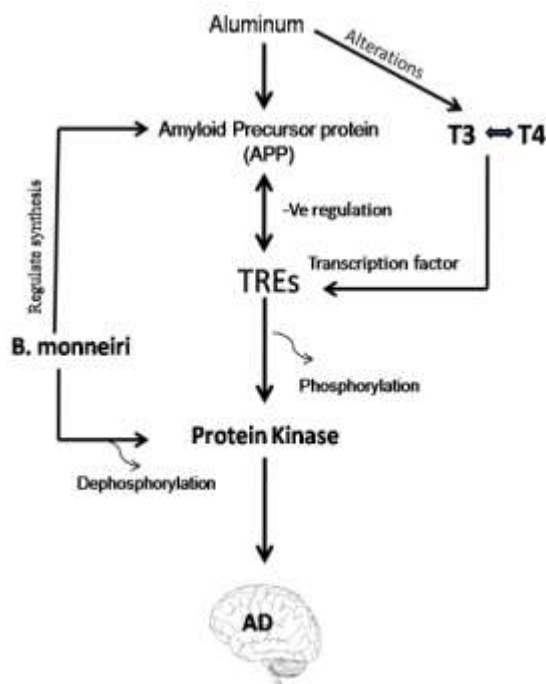 Aluminum
Alterations
Amyloid Precursor protein
(APP)
T3 ⇔ T4
-Ve regulation
Regulate synthesis
Transcription factor
TREs
B. monneiri
Phosphorylation
Protein Kinase
Dephosphorylation
AD